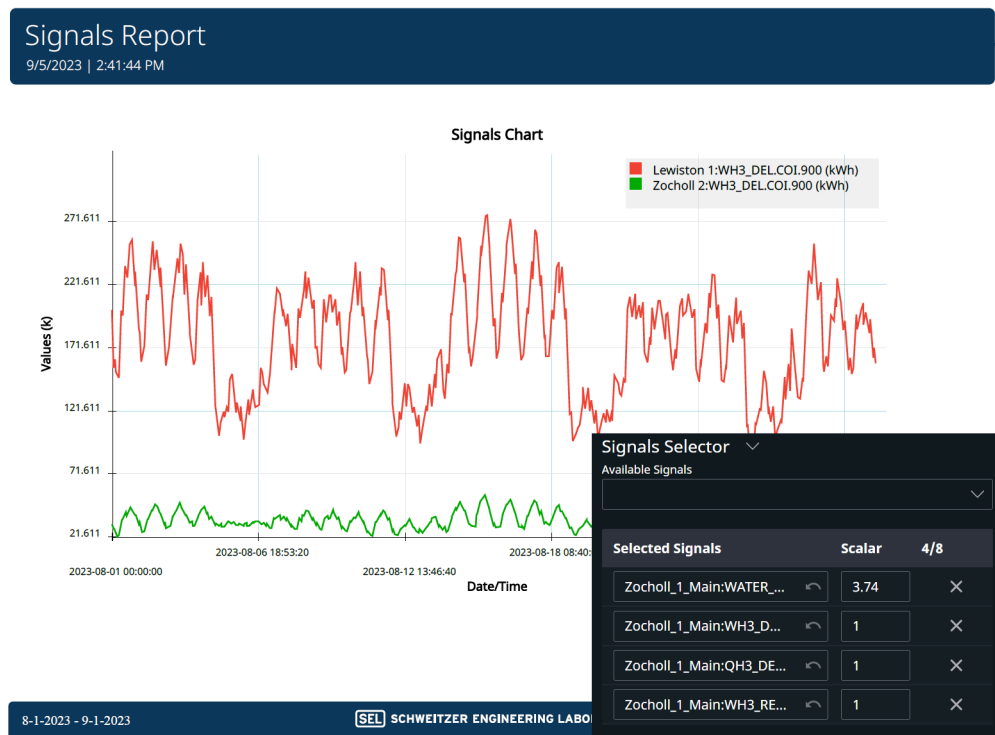 Signals Report
9/5/2023 | 2:41:44 PM
Signals Chart
Lewiston 1:WH3_DEL.COI.900 (kWh)
Zocholl 2:WH3_DEL.COI.900 (kWh)
Values (k)
271.611
221.611
171.611
121.611
71.611
21.611
2023-08-06 18:53:20
2023-08-18 08:40:
2023-08-01 00:00:00
2023-08-12 13:46:40
Date/Time
Signals Selector
Available Signals
Selected Signals Scalar 4/8
Zocholl_1_Main:WATER_... 3.74
Zocholl_1_Main:WH3_D... 1
Zocholl_1_Main:QH3_DE... 1
Zocholl_1_Main:WH3_RE... 1
8-1-2023 - 9-1-2023
SEL SCHWEITZER ENGINEERING LABO